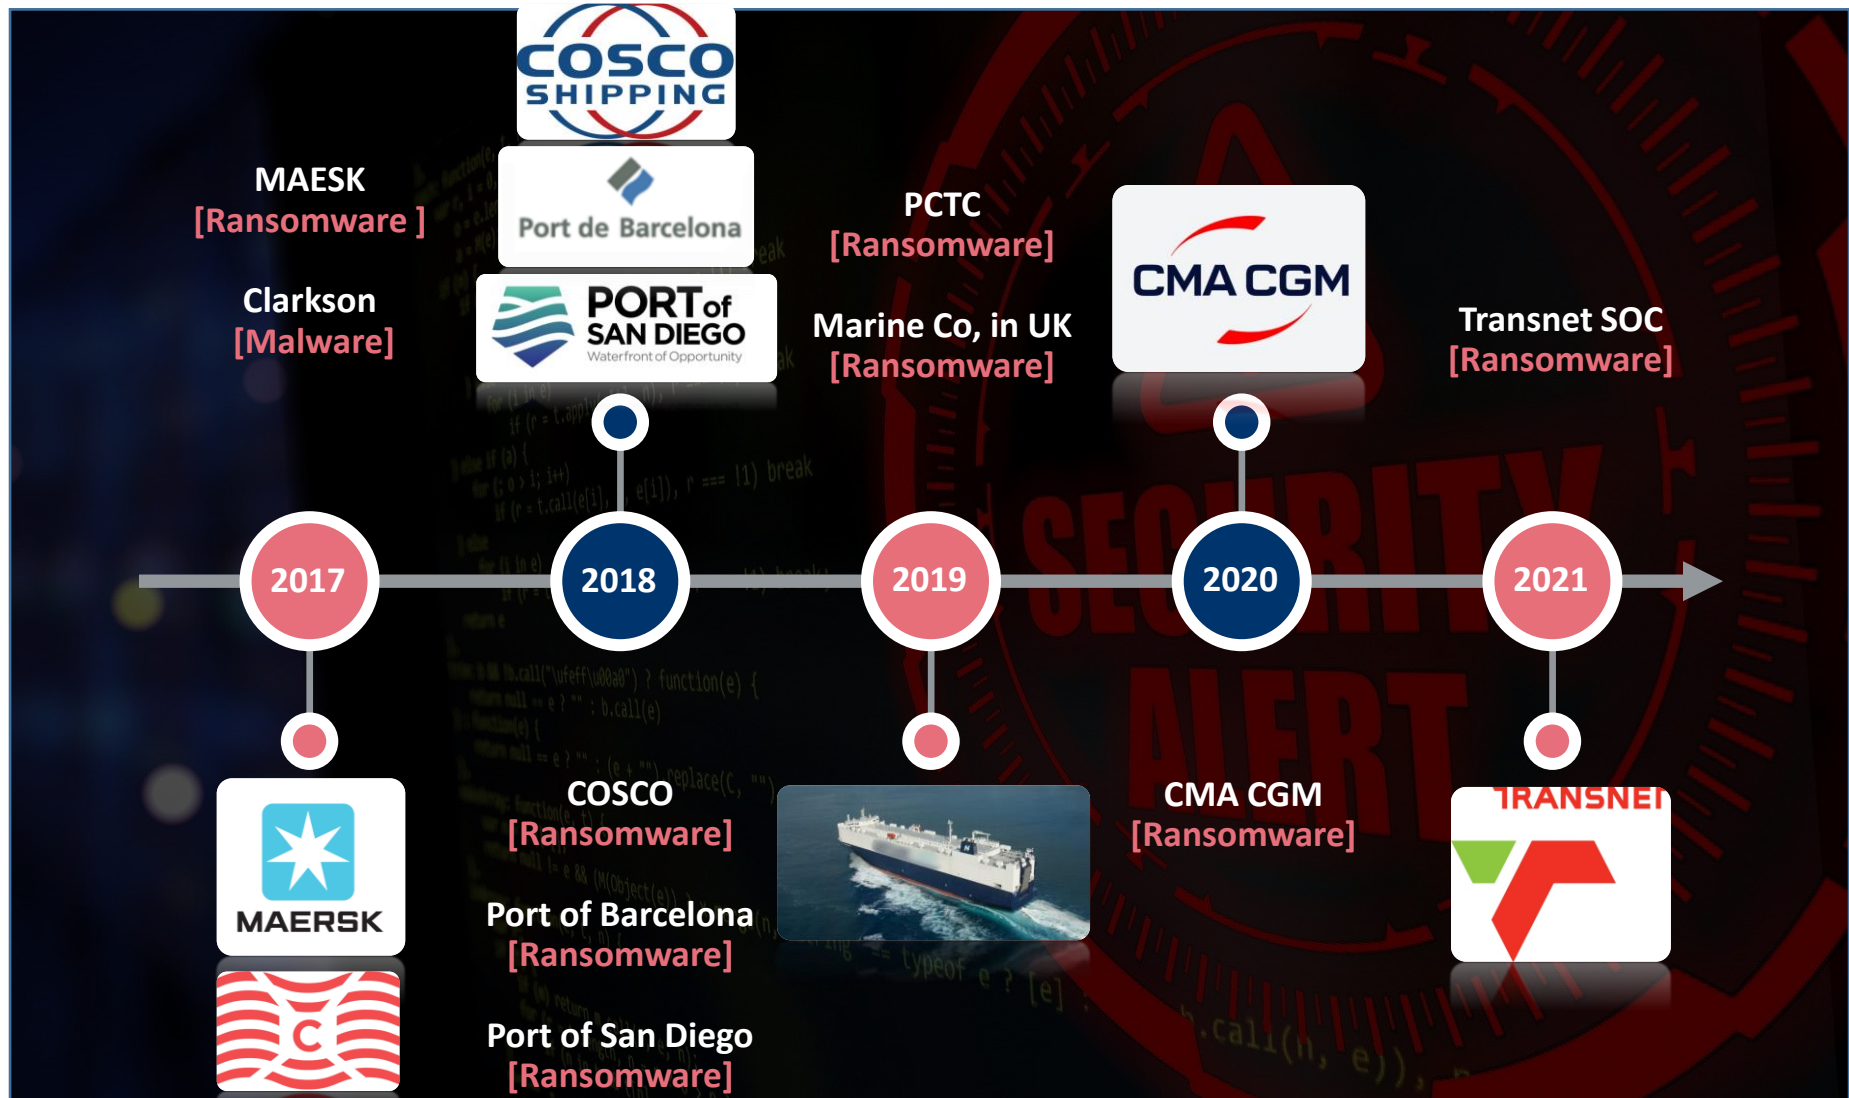 COSCO
SHIPPING
Port de Barcelona
PORT of
SAN DIEGO
Waterfront of Opportunity
MAESK
[Ransomware ]
Clarkson
[Malware]
PCTC
[Ransomware]
Marine Co, in UK
[Ransomware]
CMA CGM
Transnet SOC
[Ransomware]
2017
2018
2019
2020
2021
SECURITY
ALERT
MAERSK
C
COSCO
[Ransomware]
Port of Barcelona
[Ransomware]
Port of San Diego
[Ransomware]
CMA CGM
[Ransomware]
TRANSNET